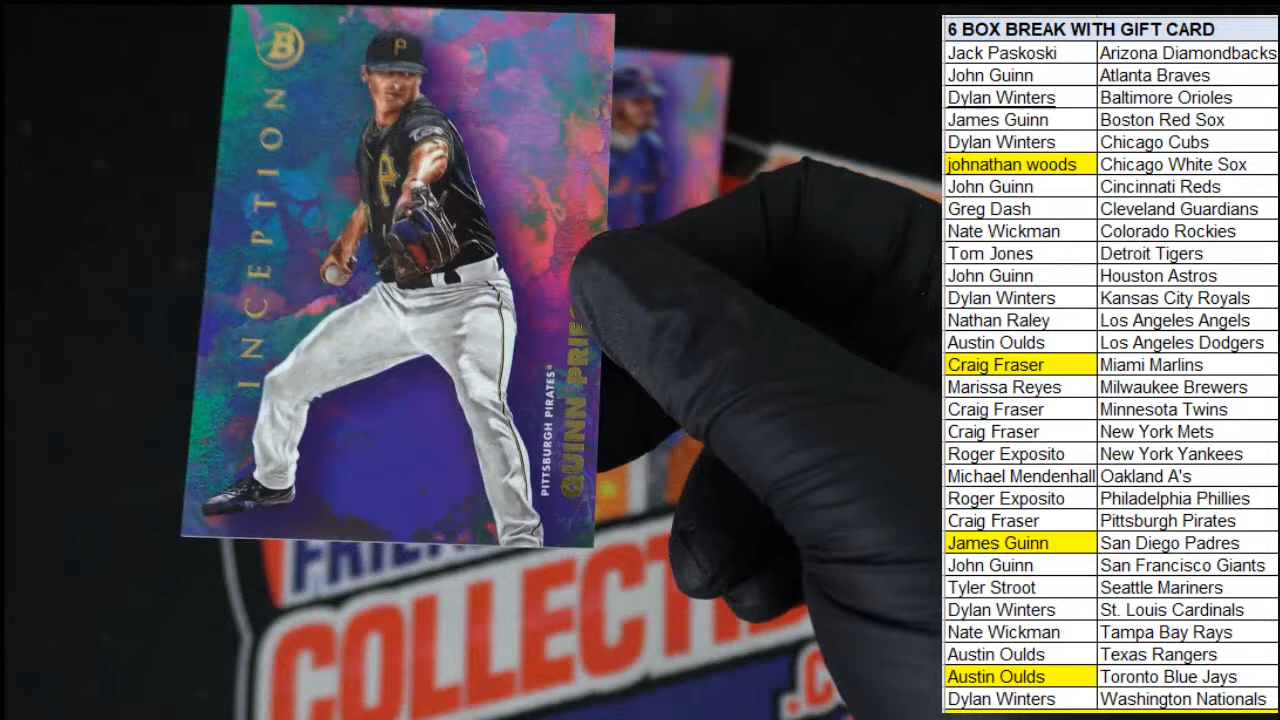 B
INCEPTION
P
P
PITTSBURGH PIRATES®
QUINN
COLLECT
.C
6 BOX BREAK WITH GIFT CARD
Jack Paskoski Arizona Diamondbacks
John Guinn Atlanta Braves
Dylan Winters Baltimore Orioles
James Guinn Boston Red Sox
Dylan Winters Chicago Cubs
johnathan woods Chicago White Sox
John Guinn Cincinnati Reds
Greg Dash Cleveland Guardians
Nate Wickman Colorado Rockies
Tom Jones Detroit Tigers
John Guinn Houston Astros
Dylan Winters Kansas City Royals
Nathan Raley Los Angeles Angels
Austin Oulds Los Angeles Dodgers
Craig Fraser Miami Marlins
Marissa Reyes Milwaukee Brewers
Craig Fraser Minnesota Twins
Craig Fraser New York Mets
Roger Exposito New York Yankees
Michael Mendenhall Oakland A's
Roger Exposito Philadelphia Phillies
Craig Fraser Pittsburgh Pirates
James Guinn San Diego Padres
John Guinn San Francisco Giants
Tyler Stroot Seattle Mariners
Dylan Winters St. Louis Cardinals
Nate Wickman Tampa Bay Rays
Austin Oulds Texas Rangers
Austin Oulds Toronto Blue Jays
Dylan Winters Washington Nationals